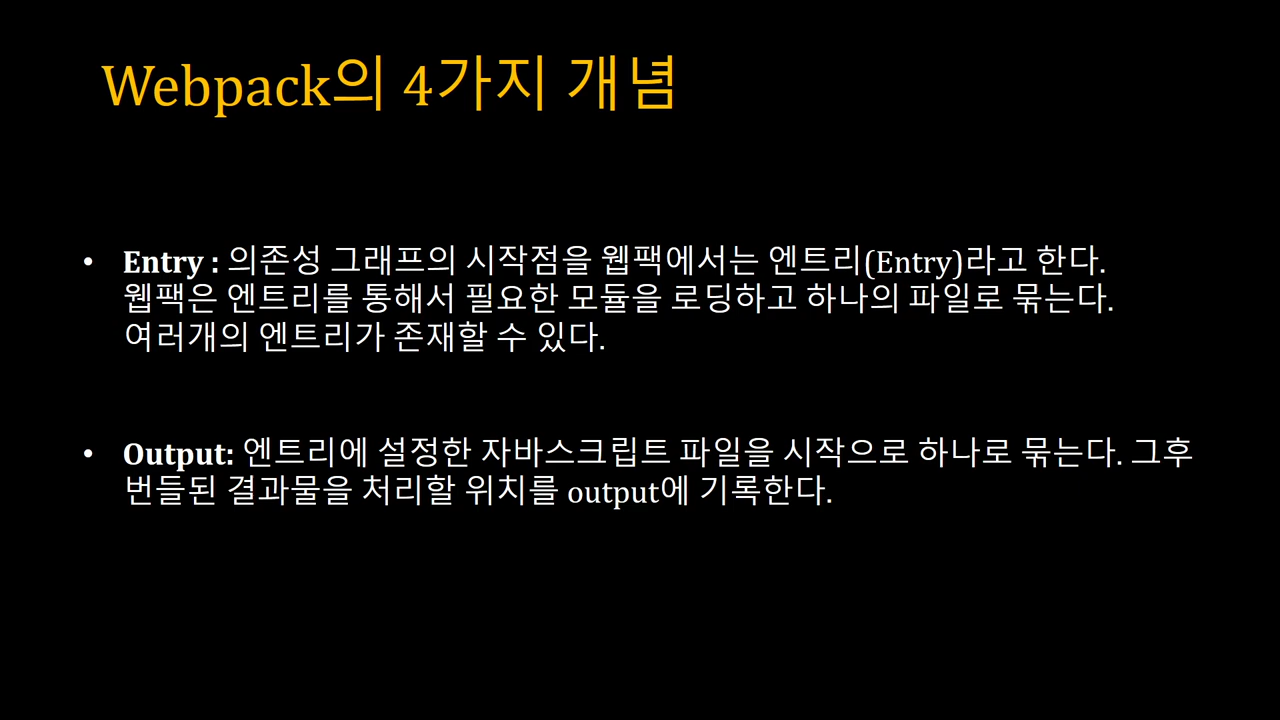 Webpack의 4가지 개념
• Entry : 의존성 그래프의 시작점을 웹팩에서는 엔트리(Entry)라고 한다.
웹팩은 엔트리를 통해서 필요한 모듈을 로딩하고 하나의 파일로 묶는다.
여러개의 엔트리가 존재할 수 있다.
• Output: 엔트리에 설정한 자바스크립트 파일을 시작으로 하나로 묶는다. 그후
번들된 결과물을 처리할 위치를 output에 기록한다.